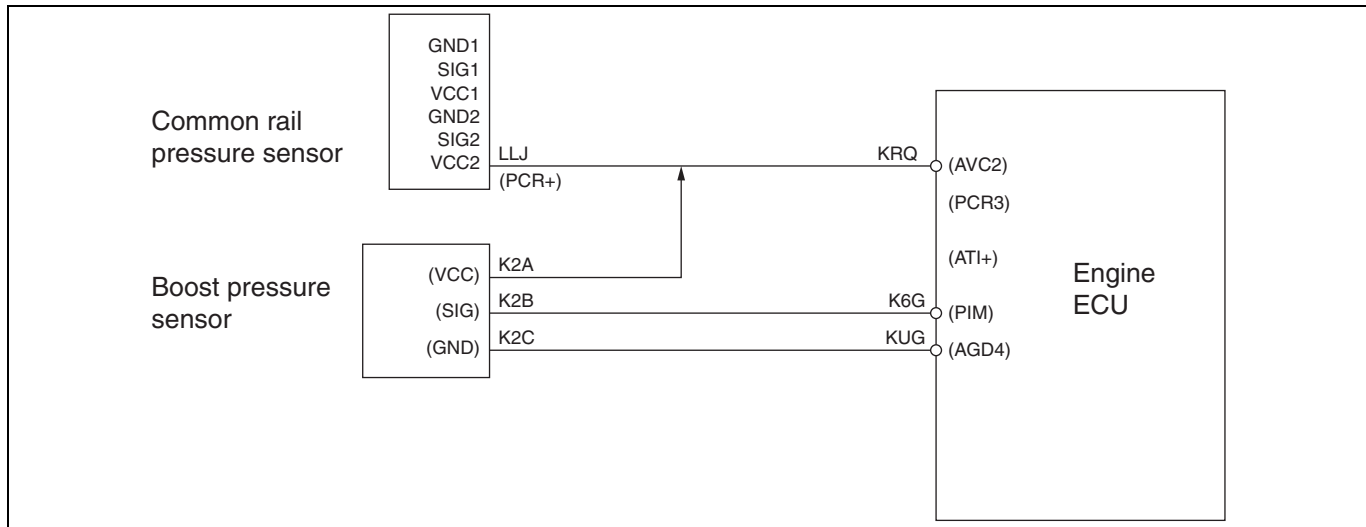 GND1
SIG1
VCC1
GND2
SIG2
VCC2
Common rail
pressure sensor
LLJ
(PCR+)
KRQ
(AVC2)
(PCR3)
(ATI+)
Engine
ECU
Boost pressure
sensor
(VCC)
K2A
(SIG)
K2B
K6G
(PIM)
(GND)
K2C
KUG
(AGD4)